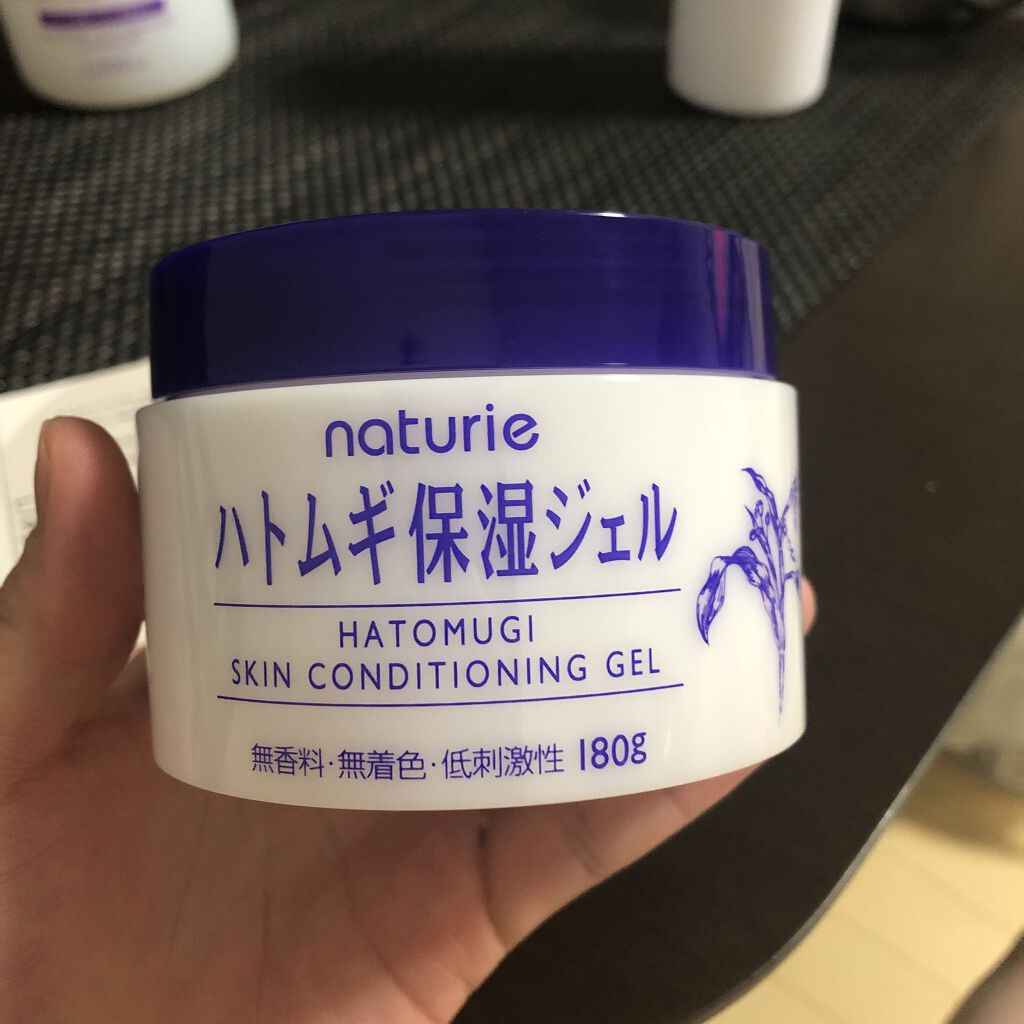 naturie
ハトムギ保湿ジェル
HATOMUGI
SKIN CONDITIONING GEL
無香料・無着色・低刺激性 180g